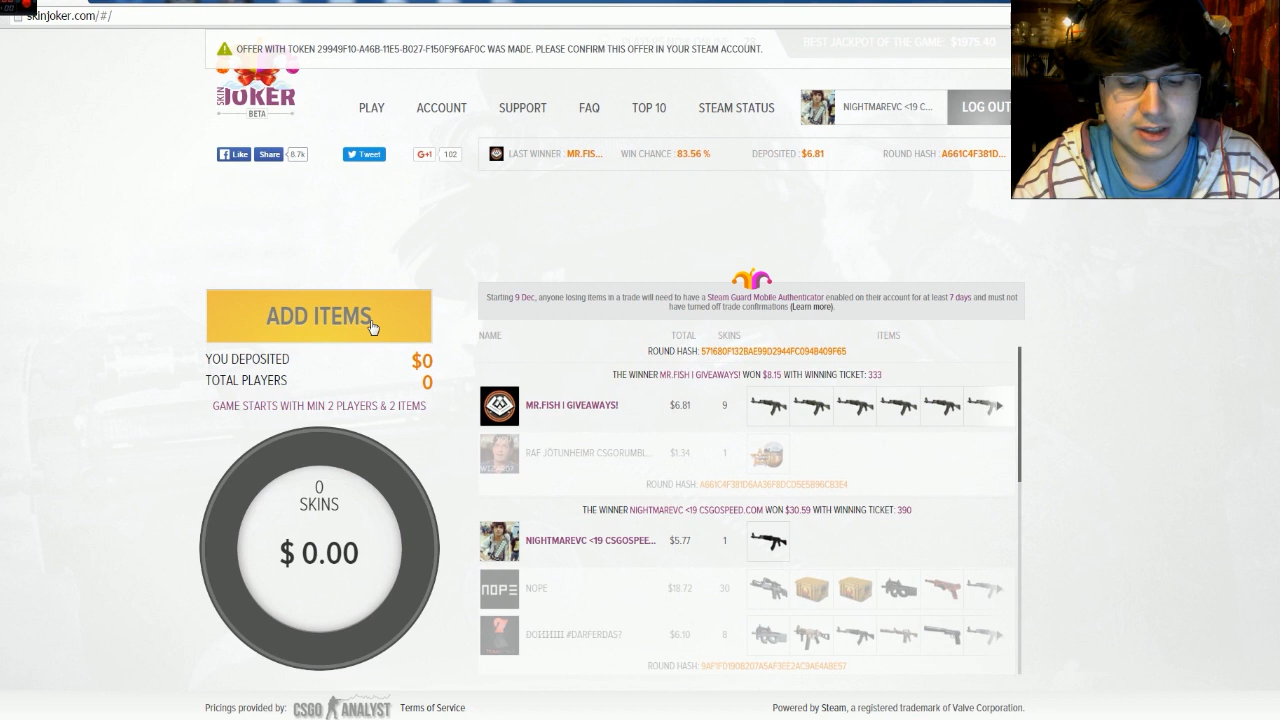 skinjoker.com/#/
OFFER WITH TOKEN 29949F10-A46B-11E5-B027-F150F9F6AF0C WAS MADE. PLEASE CONFIRM THIS OFFER IN YOUR STEAM ACCOUNT.
BEST JACKPOT OF THE GAME: $1975.40
SKIN JOKER
BETA
PLAY ACCOUNT SUPPORT FAQ TOP 10 STEAM STATUS NIGHTMAREVC <19 C... LOG OUT
Like Share 8.7k Tweet G+1 102
LAST WINNER : MR.FIS... WIN CHANCE : 83.56 % DEPOSITED : $6.81 ROUND HASH : A661C4F381D...
ADD ITEMS
YOU DEPOSITED $0
TOTAL PLAYERS 0
GAME STARTS WITH MIN 2 PLAYERS & 2 ITEMS
0
SKINS
$ 0.00
Starting 9 Dec, anyone losing items in a trade will need to have a Steam Guard Mobile Authenticator enabled on their account for at least 7 days and must not
have turned off trade confirmations (Learn more).
NAME TOTAL SKINS ITEMS
ROUND HASH: 571680F132BAE99D2944FC094B409F65
THE WINNER MR.FISH | GIVEAWAYS! WON $8.15 WITH WINNING TICKET: 333
MR.FISH | GIVEAWAYS! $6.81 9
RAF JÖTUNHEIMR CSGORUMBL... $1.34 1
ROUND HASH: A661C4F381D6AA36F8DCD5E5B96CB3E4
THE WINNER NIGHTMAREVC <19 CSGOSPEED.COM WON $30.59 WITH WINNING TICKET: 390
NIGHTMAREVC <19 CSGOSPEE... $5.77 1
NOPE NOPE $18.72 30
#DARFERDAS? $6.10 8
ROUND HASH: 9AF1FD190B207A5AF3EE2AC9AE4A8E57
Pricings provided by: CSGO ANALYST Terms of Service
Powered by Steam, a registered trademark of Valve Corporation.